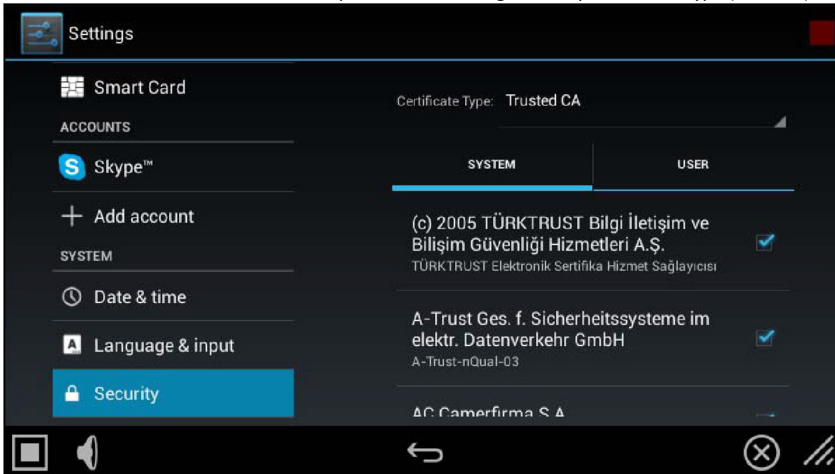 Settings
Smart Card
ACCOUNTS
Skype™
Add account
SYSTEM
Date & time
A
Language & input
Security
Certificate Type: Trusted CA
SYSTEM USER
(c) 2005 TÜRKTRUST Bilgi İletişim ve
Bilişim Güvenliği Hizmetleri A.Ş.
TÜRKTRUST Elektronik Sertifika Hizmet Sağlayıcısı
A-Trust Ges. f. Sicherheitssysteme im
elektr. Datenverkehr GmbH
A-Trust-nQual-03
AC Camerfirma S.A.